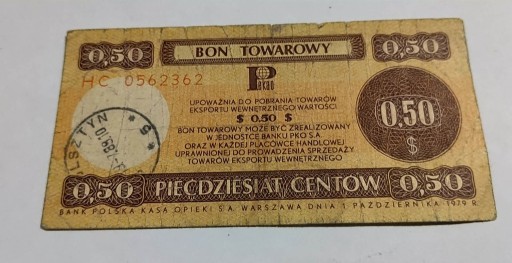 0,50 BON TOWAROWY 0,50
HC 0562362
Pekao
UPOWAŻNIA DO POBRANIA TOWARÓW
EKSPORTU WEWNĘTRZNEGO WARTOŚCI
$ 0.50 $
BON TOWAROWY MOŻE BYĆ ZREALIZOWANY
W JEDNOSTCE BANKU PKO S.A.
ORAZ W KAŻDEJ PLACÓWCE HANDLOWEJ
UPRAWNIONEJ DO PROWADZENIA SPRZEDAŻY
TOWARÓW EKSPORTU WEWNĘTRZNEGO
0,50
$
0,50 PIĘĆDZIESIĄT CENTÓW 0,50
BANK POLSKA KASA OPIEKI S.A. WARSZAWA DNIA 1 PAŹDZIERNIKA 1979 R